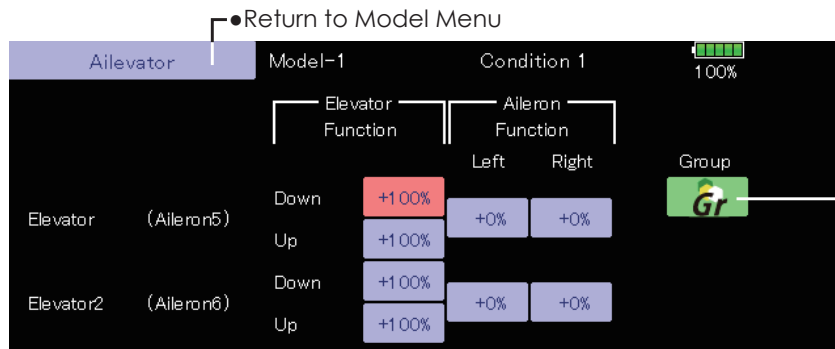 ●Return to Model Menu
Ailevator Model-1 Condition 1 100%
Elevator Function Aileron Function
Left Right Group
Elevator (Aileron5) Down +100% +0% +0% Gr
Up +100%
Elevator2 (Aileron6) Down +100% +0% +0%
Up +100%